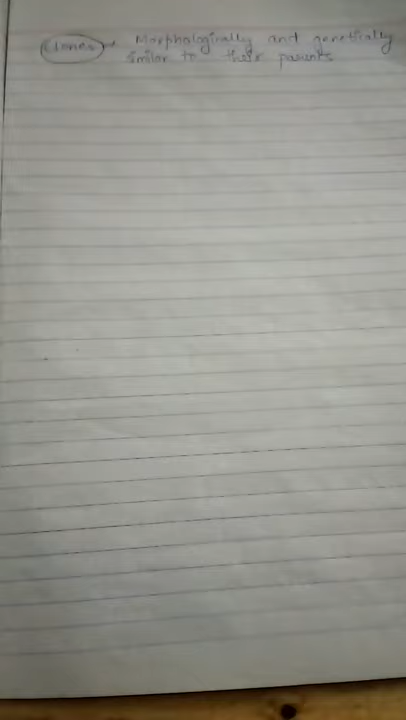 Clones → Morphologically and genetically
similar to their parents